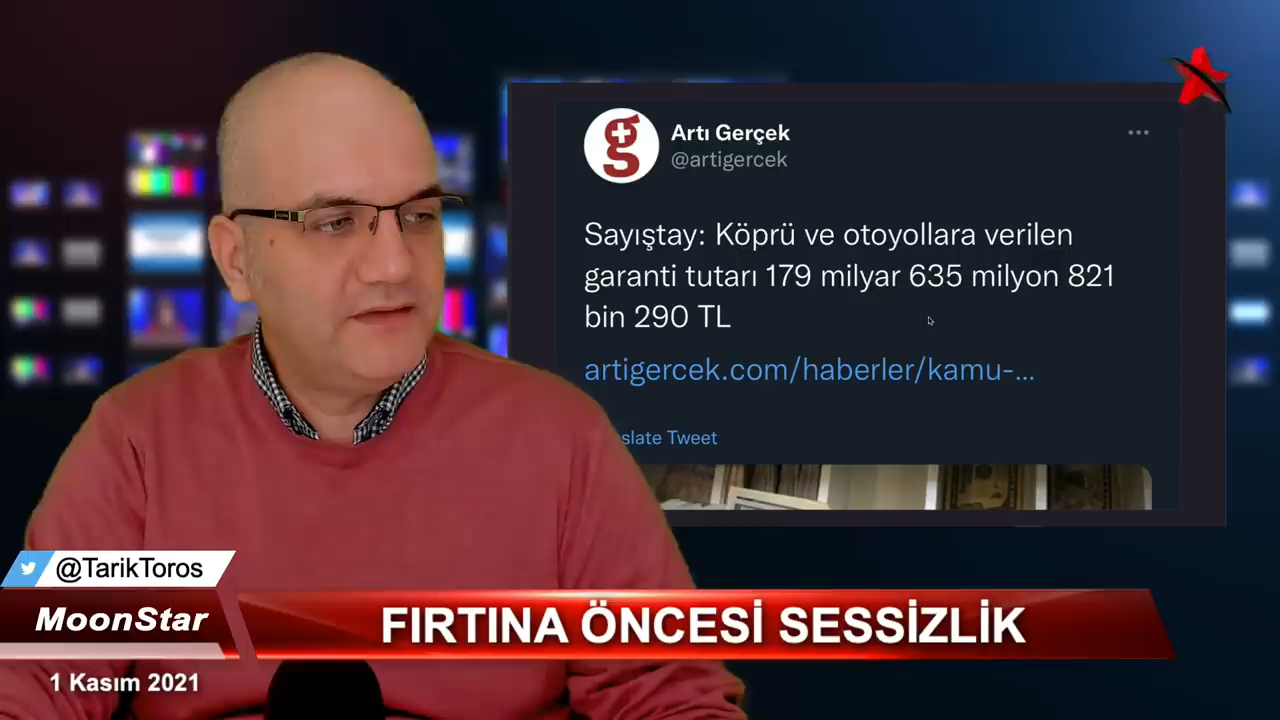 Artı Gerçek
@artigercek
Sayıştay: Köprü ve otoyollara verilen
garanti tutarı 179 milyar 635 milyon 821
bin 290 TL
artigercek.com/haberler/kamu-...
slate Tweet
@TarikToros
MoonStar
FIRTINA ÖNCESİ SESSİZLİK
1 Kasım 2021